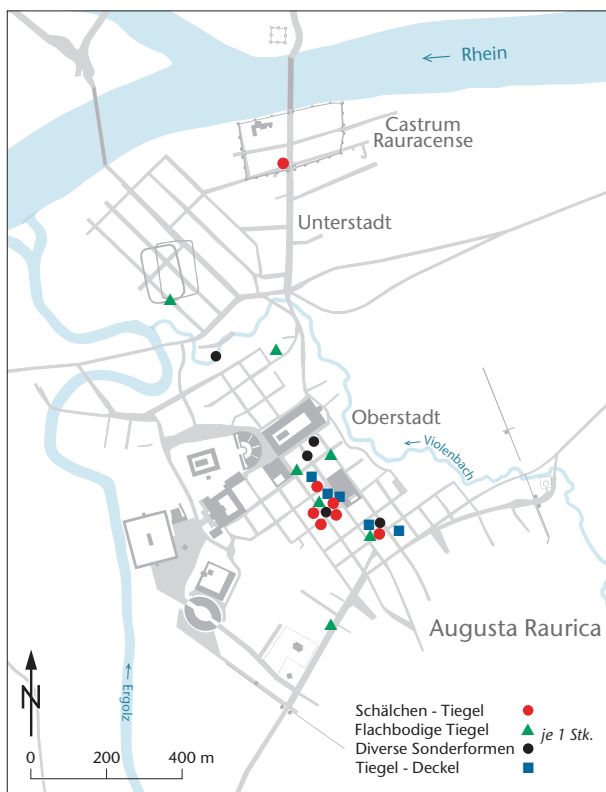 Rhein
Castrum
Rauracense
Unterstadt
Oberstadt
Violenbach
Augusta Raurica
Ergolz
N
0 200 400 m
Schälchen - Tiegel
Flachbodige Tiegel
je 1 Stk.
Diverse Sonderformen
Tiegel - Deckel